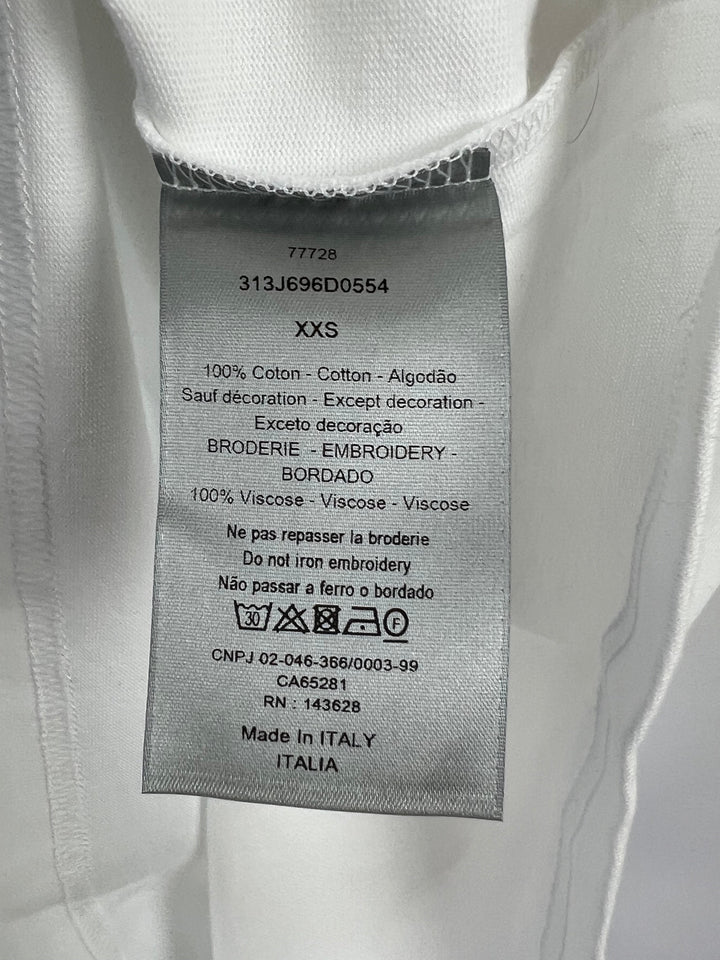 77728
313J696D0554
XXS
100% Coton - Cotton - Algodão
Sauf décoration - Except decoration -
Exceto decoração
BRODERIE - EMBROIDERY -
BORDADO
100% Viscose - Viscose - Viscose
Ne pas repasser la broderie
Do not iron embroidery
Não passar a ferro o bordado
30 F
CNPJ 02-046-366/0003-99
CA65281
RN : 143628
Made In ITALY
ITALIA